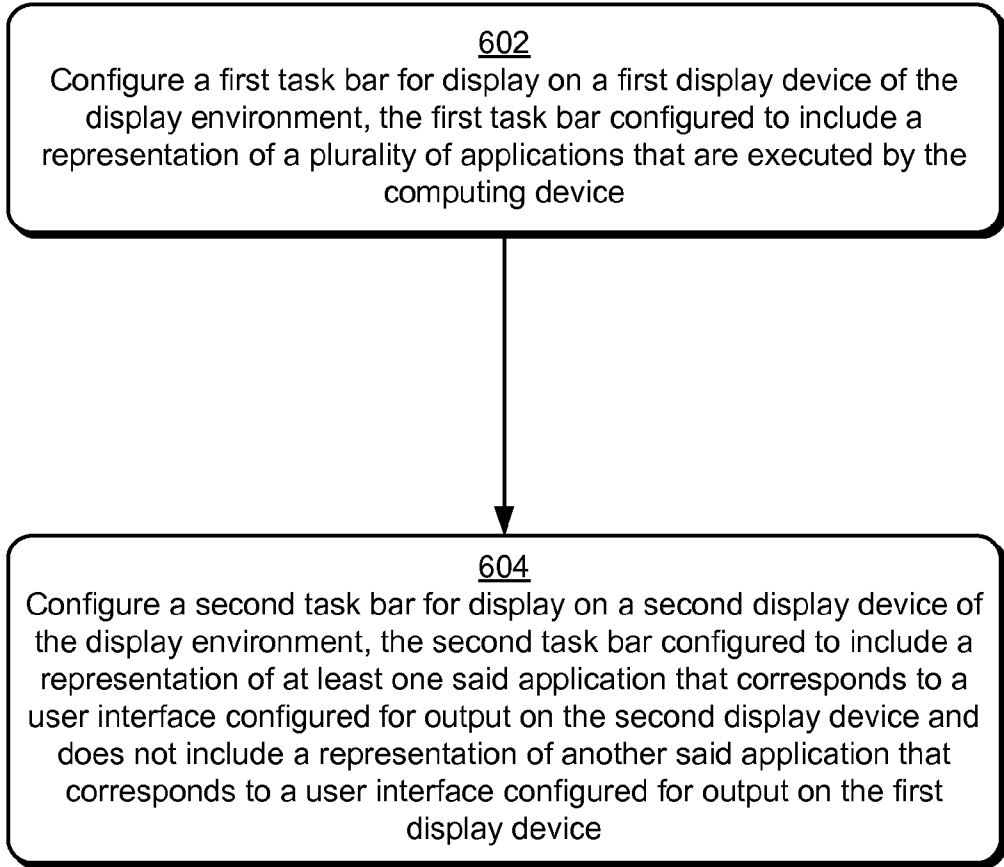 602
Configure a first task bar for display on a first display device of the
display environment, the first task bar configured to include a
representation of a plurality of applications that are executed by the
computing device
604
Configure a second task bar for display on a second display device of
the display environment, the second task bar configured to include a
representation of at least one said application that corresponds to a
user interface configured for output on the second display device and
does not include a representation of another said application that
corresponds to a user interface configured for output on the first
display device